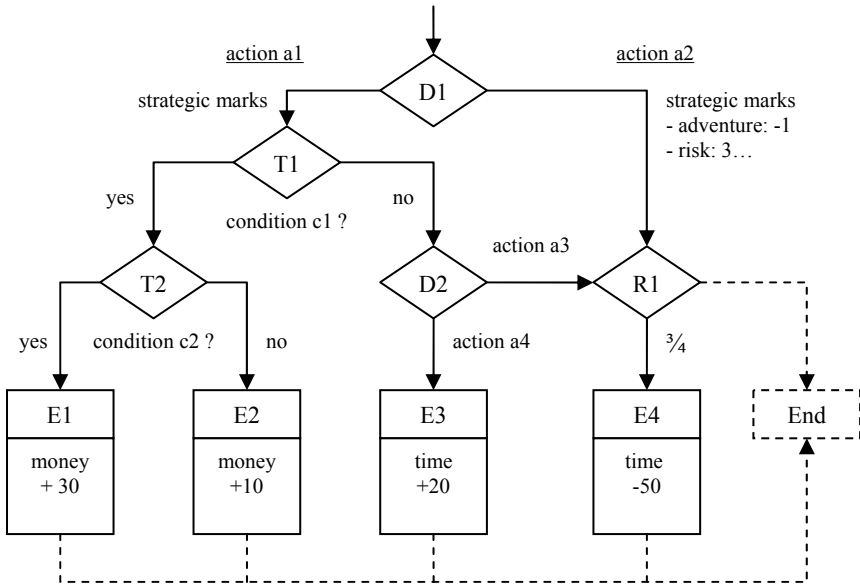 action a1
action a2
D1
strategic marks
strategic marks
- adventure: -1
- risk: 3…
T1
yes
no
condition c1 ?
action a3
T2
D2
R1
yes
condition c2 ?
no
action a4
¾
E1
E2
E3
E4
End
money
+ 30
money
+10
time
+20
time
-50